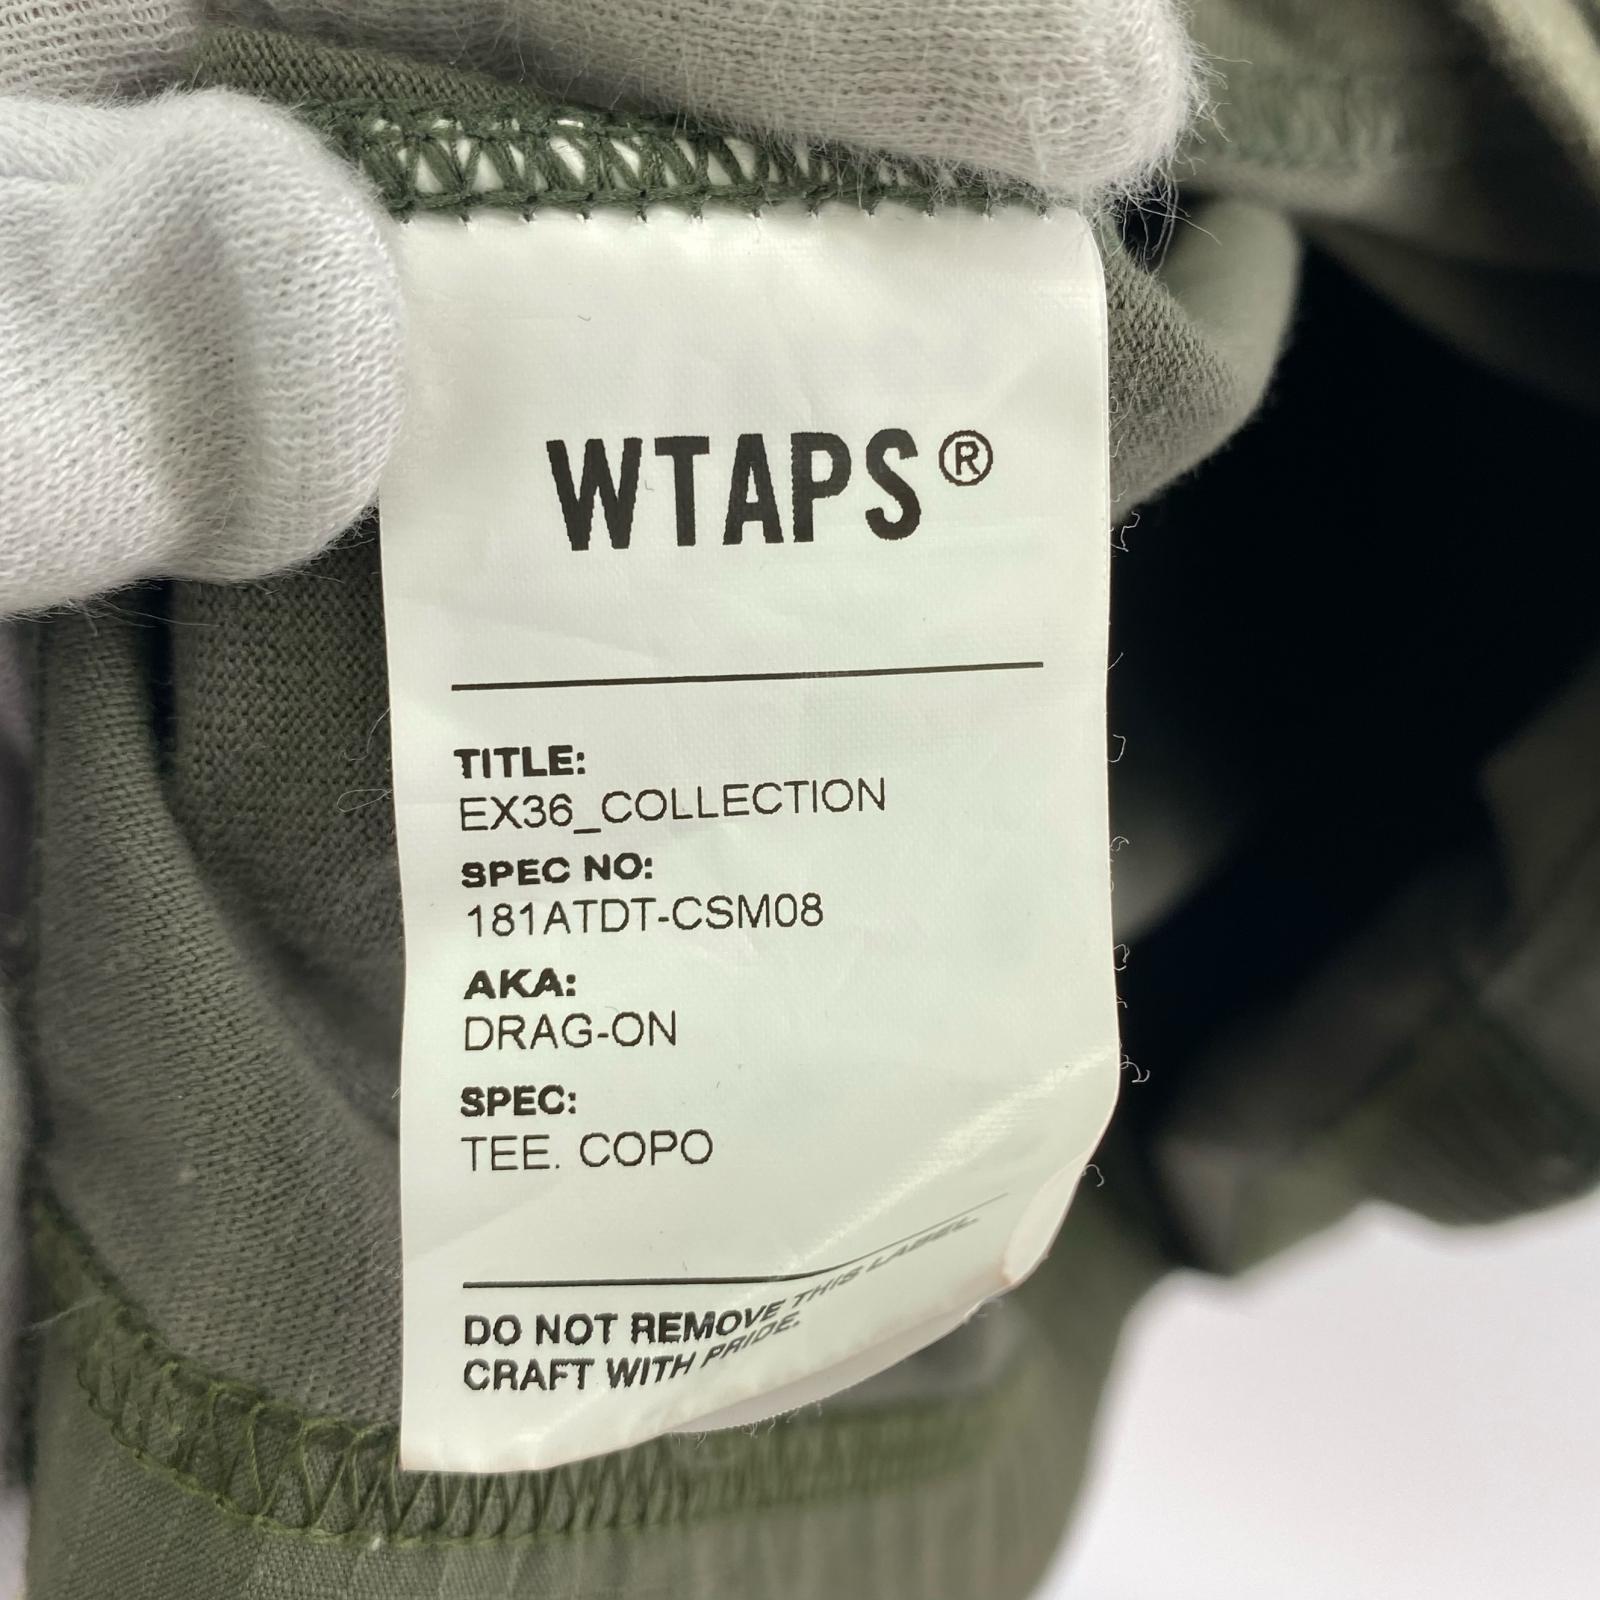 WTAPS®
TITLE:
EX36_COLLECTION
SPEC NO:
181ATDT-CSM08
AKA:
DRAG-ON
SPEC:
TEE. COPO
DO NOT REMOVE THIS LABEL.
CRAFT WITH PRIDE.